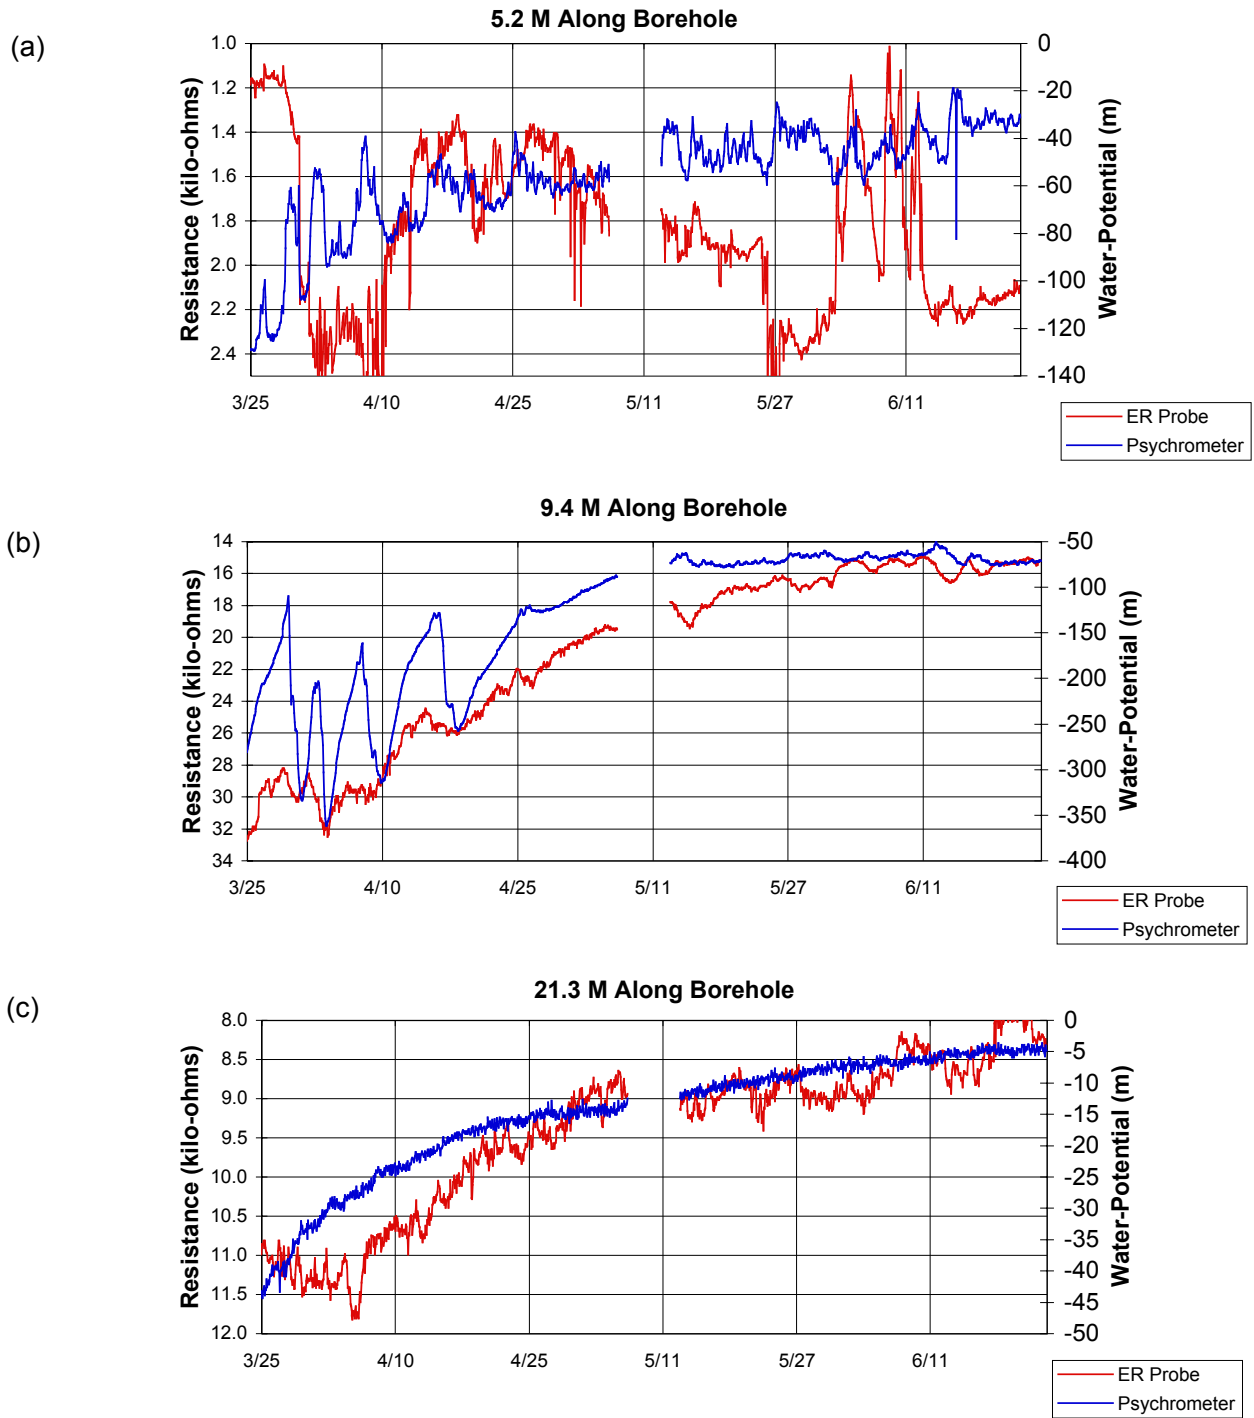 5.2 M Along Borehole
(a)
Resistance (kilo-ohms)
1.0
1.2
1.4
1.6
1.8
2.0
2.2
2.4
0
-20
-40
-60
-80
-100
-120
-140
Water-Potential (m)
3/25 4/10 4/25 5/11 5/27 6/11
ER Probe
Psychrometer
9.4 M Along Borehole
(b)
Resistance (kilo-ohms)
14
16
18
20
22
24
26
28
30
32
34
-50
-100
-150
-200
-250
-300
-350
-400
Water-Potential (m)
3/25 4/10 4/25 5/11 5/27 6/11
ER Probe
Psychrometer
21.3 M Along Borehole
(c)
Resistance (kilo-ohms)
8.0
8.5
9.0
9.5
10.0
10.5
11.0
11.5
12.0
0
-5
-10
-15
-20
-25
-30
-35
-40
-45
-50
Water-Potential (m)
3/25 4/10 4/25 5/11 5/27 6/11
ER Probe
Psychrometer